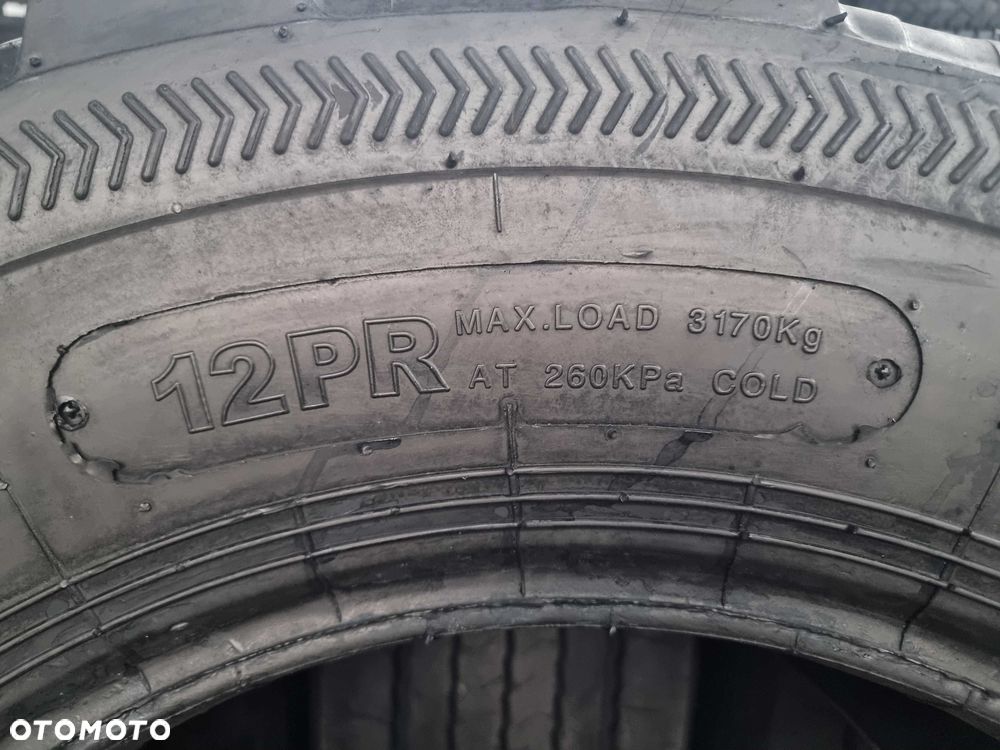 12PR
MAX.LOAD 3170Kg
AT 260KPa COLD
OTOMOTO